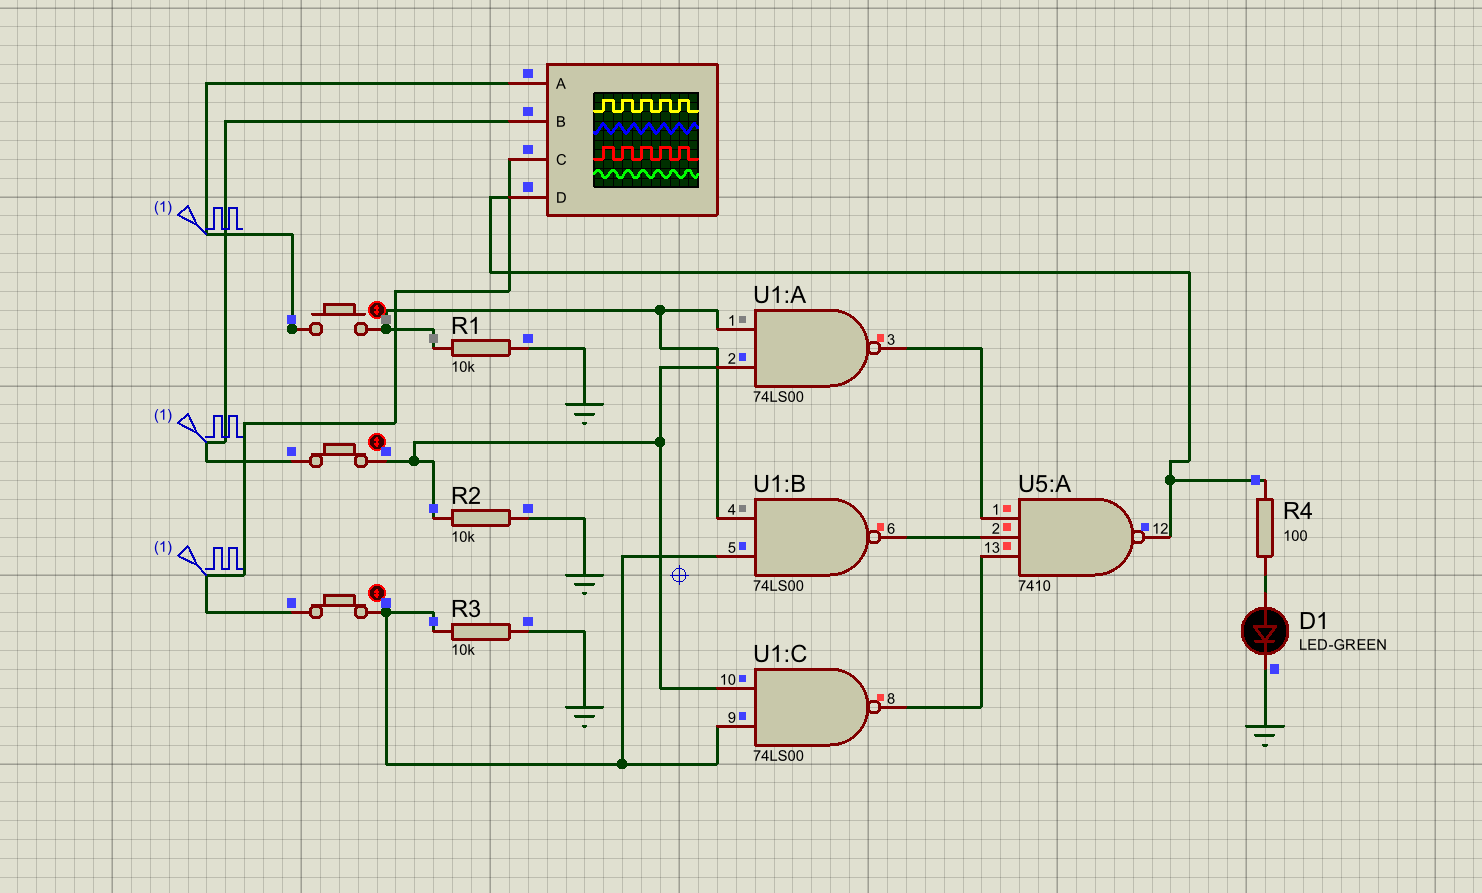 A
B
C
D
(1)
U1:A
1
2
3
74LS00
R1
10k
(1)
R2
10k
U1:B
4
5
6
74LS00
U5:A
1
2
13
12
7410
R4
100
(1)
R3
10k
D1
LED-GREEN
U1:C
10
9
8
74LS00